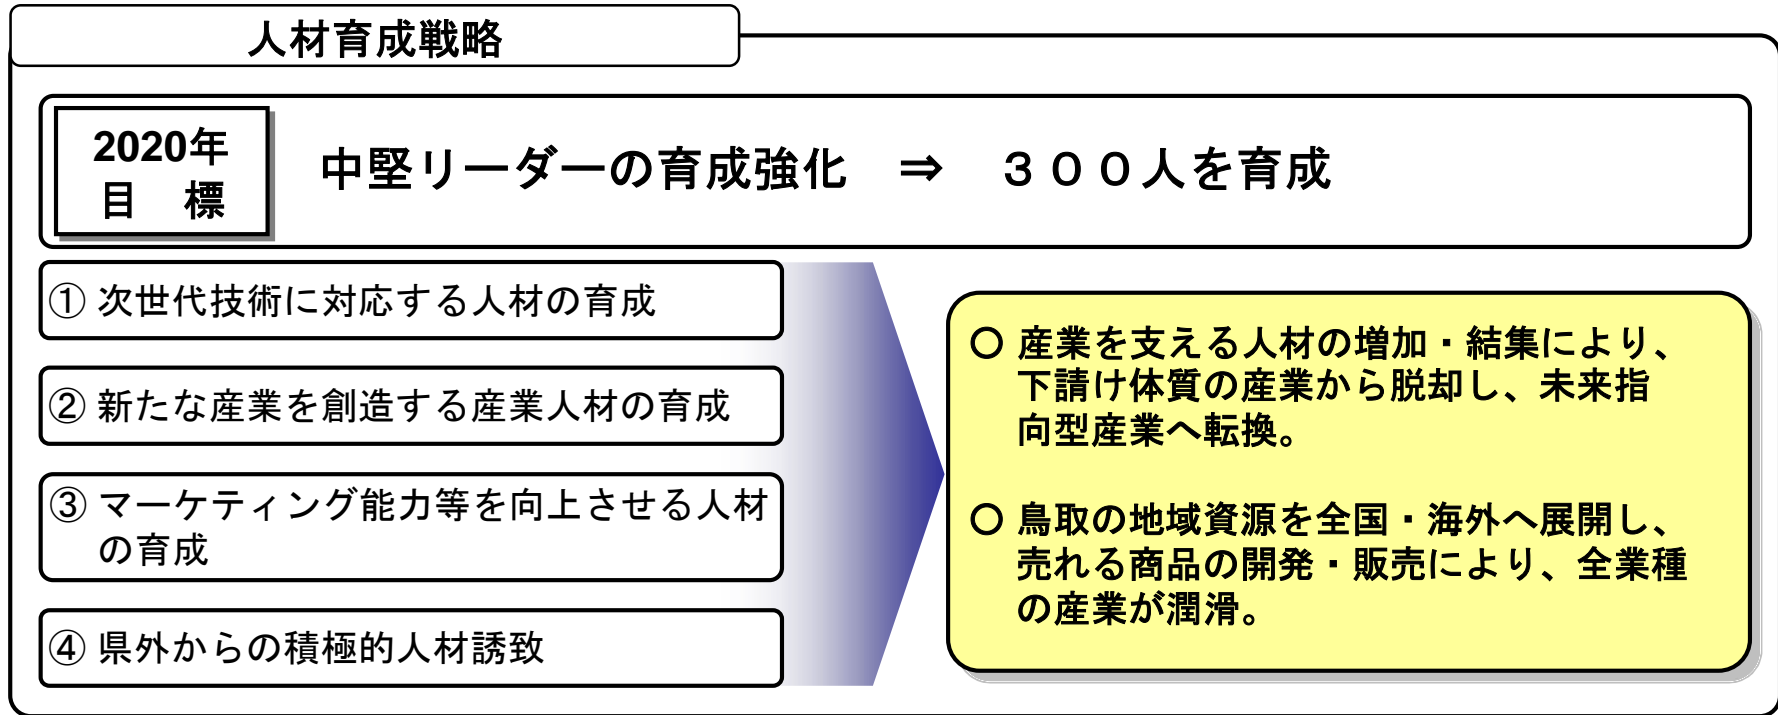 人材育成戦略
2020年
目　標
中堅リーダーの育成強化　⇒　３００人を育成
① 次世代技術に対応する人材の育成
② 新たな産業を創造する産業人材の育成
③ マーケティング能力等を向上させる人材
の育成
④ 県外からの積極的人材誘致
〇 産業を支える人材の増加・結集により、
下請け体質の産業から脱却し、未来指
向型産業へ転換。
〇 鳥取の地域資源を全国・海外へ展開し、
売れる商品の開発・販売により、全業種
の産業が潤滑。